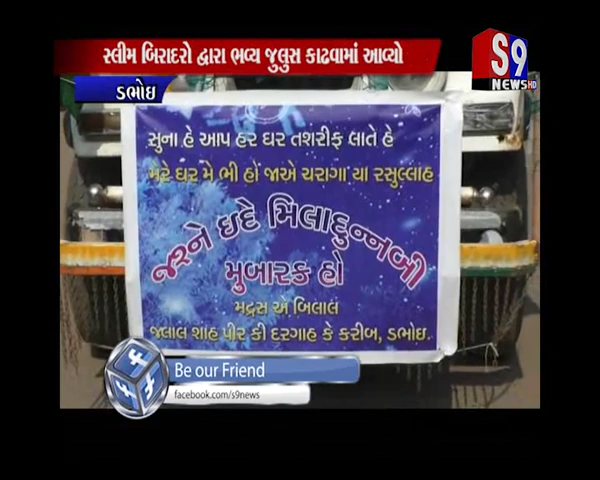 સ્લીમ બિરાદરો દ્વારા ભવ્ય જુલુસ કાઢવામાં આવ્યો
S9
NEWS HD
ડભોઇ
સુના હે આપ હર ઘર તશરીફ લાતે હે
મેરે ઘર મે ભી હોં જાએ ચરાગા યા રસુલ્લાહ
જશ્ને ઇદે મિલાદુન્નબી
મુબારક હો
મદ્રસ એ બિલાલ
જલાલ શાહ પીર કી દરગાહ કે કરીબ, ડભોઇ.
Be our Friend
facebook.com/s9news